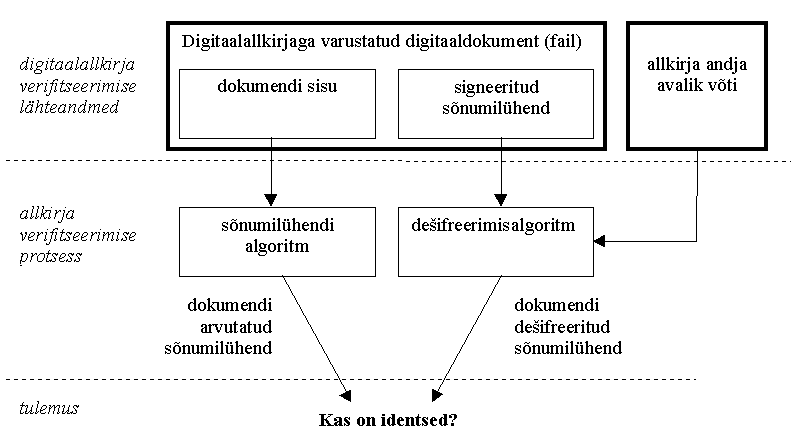 digitaalallkirja
verifitseerimise
lähteandmed
Digitaalallkirjaga varustatud digitaaldokument (fail)
dokumendi sisu
signeeritud
sõnumilühend
allkirja andja
avalik võti
allkirja
verifitseerimise
protsess
sõnumilühendi
algoritm
dešifreerimisalgoritm
dokumendi
arvutatud
sõnumilühend
dokumendi
dešifreeritud
sõnumilühend
tulemus
Kas on identsed?